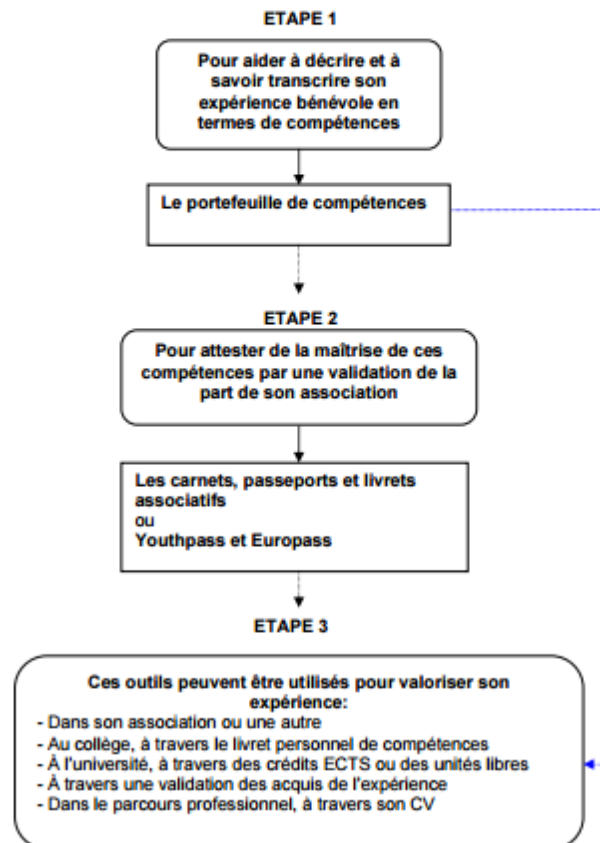 ETAPE 1
Pour aider à décrire et à
savoir transcrire son
expérience bénévole en
termes de compétences
Le portefeuille de compétences
ETAPE 2
Pour attester de la maîtrise de ces
compétences par une validation de la
part de son association
Les carnets, passeports et livrets
associatifs
ou
Youthpass et Europass
ETAPE 3
Ces outils peuvent être utilisés pour valoriser son
expérience:
- Dans son association ou une autre
- Au collège, à travers le livret personnel de compétences
- À l'université, à travers des crédits ECTS ou des unités libres
- À travers une validation des acquis de l'expérience
- Dans le parcours professionnel, à travers son CV